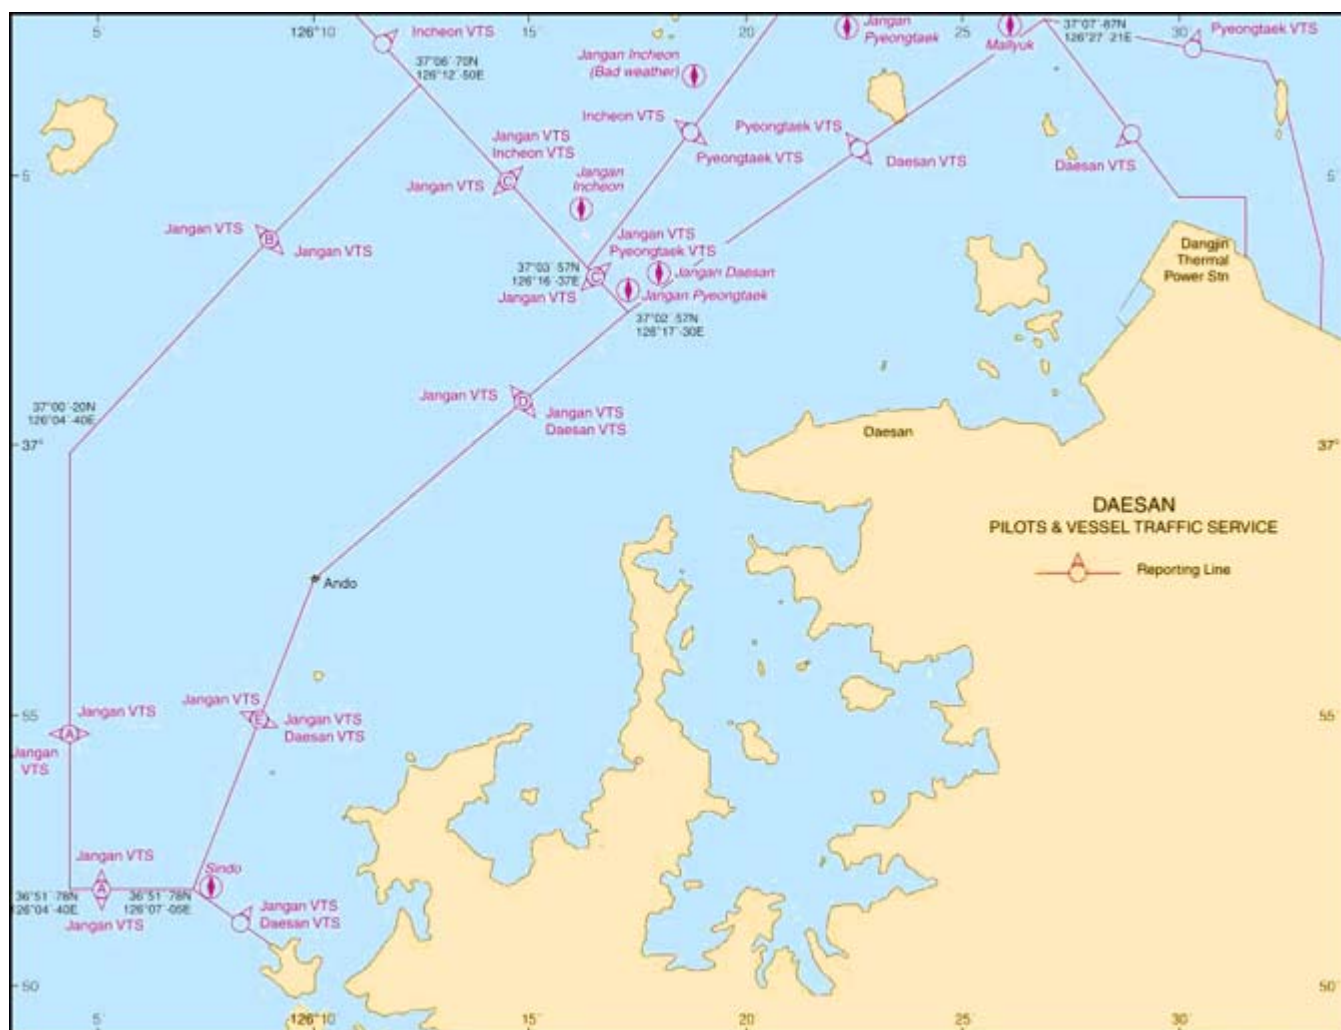 5
126°10
15
20
25
30
Incheon VTS
37°06´·70N
126°12´·50E
Jangan Incheon
(Bad weather)
Jangan
Pyeongtaek
Mallyuk
37°07´·87N
126°27´·21E
Pyeongtaek VTS
Incheon VTS
Pyeongtaek VTS
Pyeongtaek VTS
Daesan VTS
Daesan VTS
Jangan VTS
Incheon VTS
Jangan VTS
C
Jangan
Incheon
5
5´
Jangan VTS
B
Jangan VTS
Jangan VTS
Pyeongtaek VTS
37°03´·57N
126°16´·37E
C
Jangan VTS
Jangan Daesan
Jangan Pyeongtaek
Dangjin
Thermal
Power Stn
37°02´·57N
126°17´·30E
37°00´·20N
126°04´·40E
Jangan VTS
D
Jangan VTS
Daesan VTS
Daesan
37°
37°
DAESAN
PILOTS & VESSEL TRAFFIC SERVICE
Reporting Line
Ando
Jangan VTS
E
Jangan VTS
Daesan VTS
Jangan VTS
A
Jangan
VTS
55
55´
Jangan VTS
A
Jangan VTS
36°51´·78N
126°04´·40E
36°51´·78N
126°07´·05E
Sindo
Jangan VTS
Daesan VTS
50
50´
5´
126°10
15´
20
25
30´